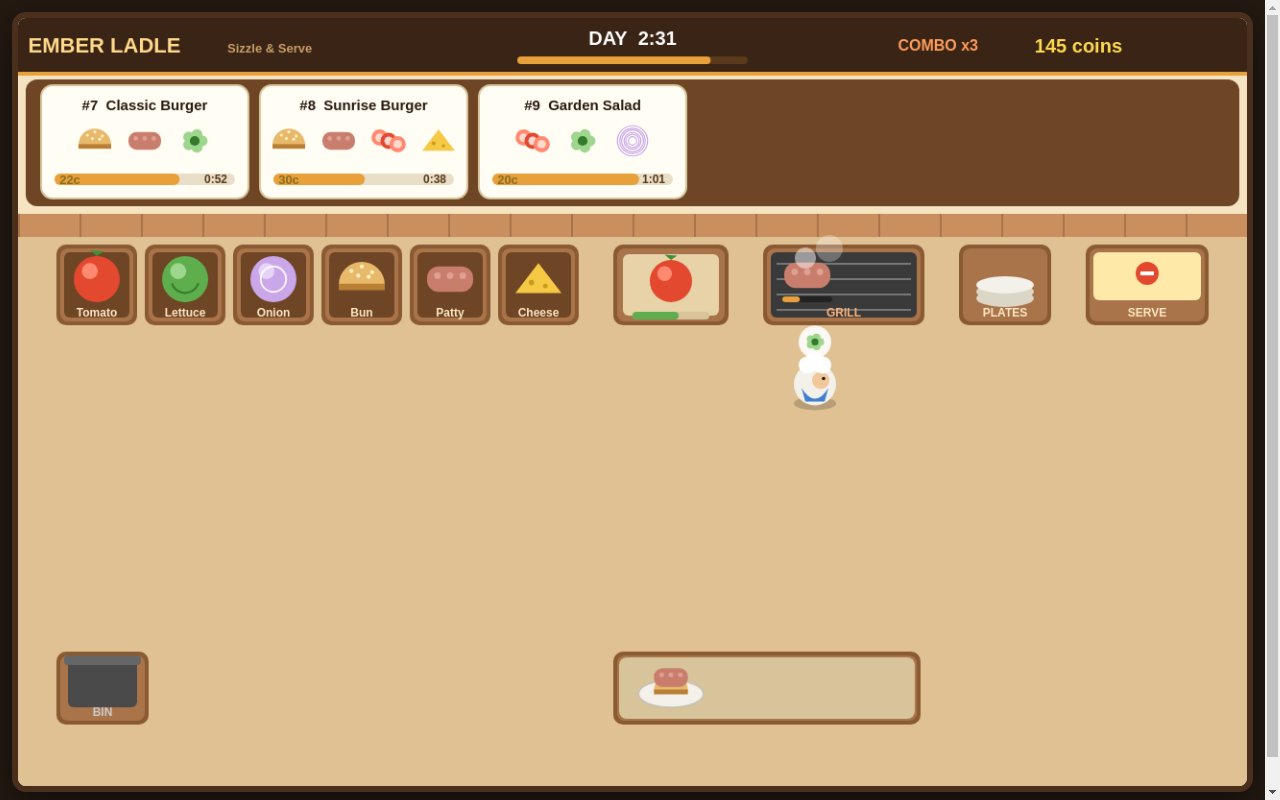 EMBER LADLE
Sizzle & Serve
DAY 2:31
COMBO x3
145 coins
#7 Classic Burger
22c
0:52
#8 Sunrise Burger
30c
0:38
#9 Garden Salad
20c
1:01
Tomato
Lettuce
Onion
Bun
Patty
Cheese
GRILL
PLATES
SERVE
BIN